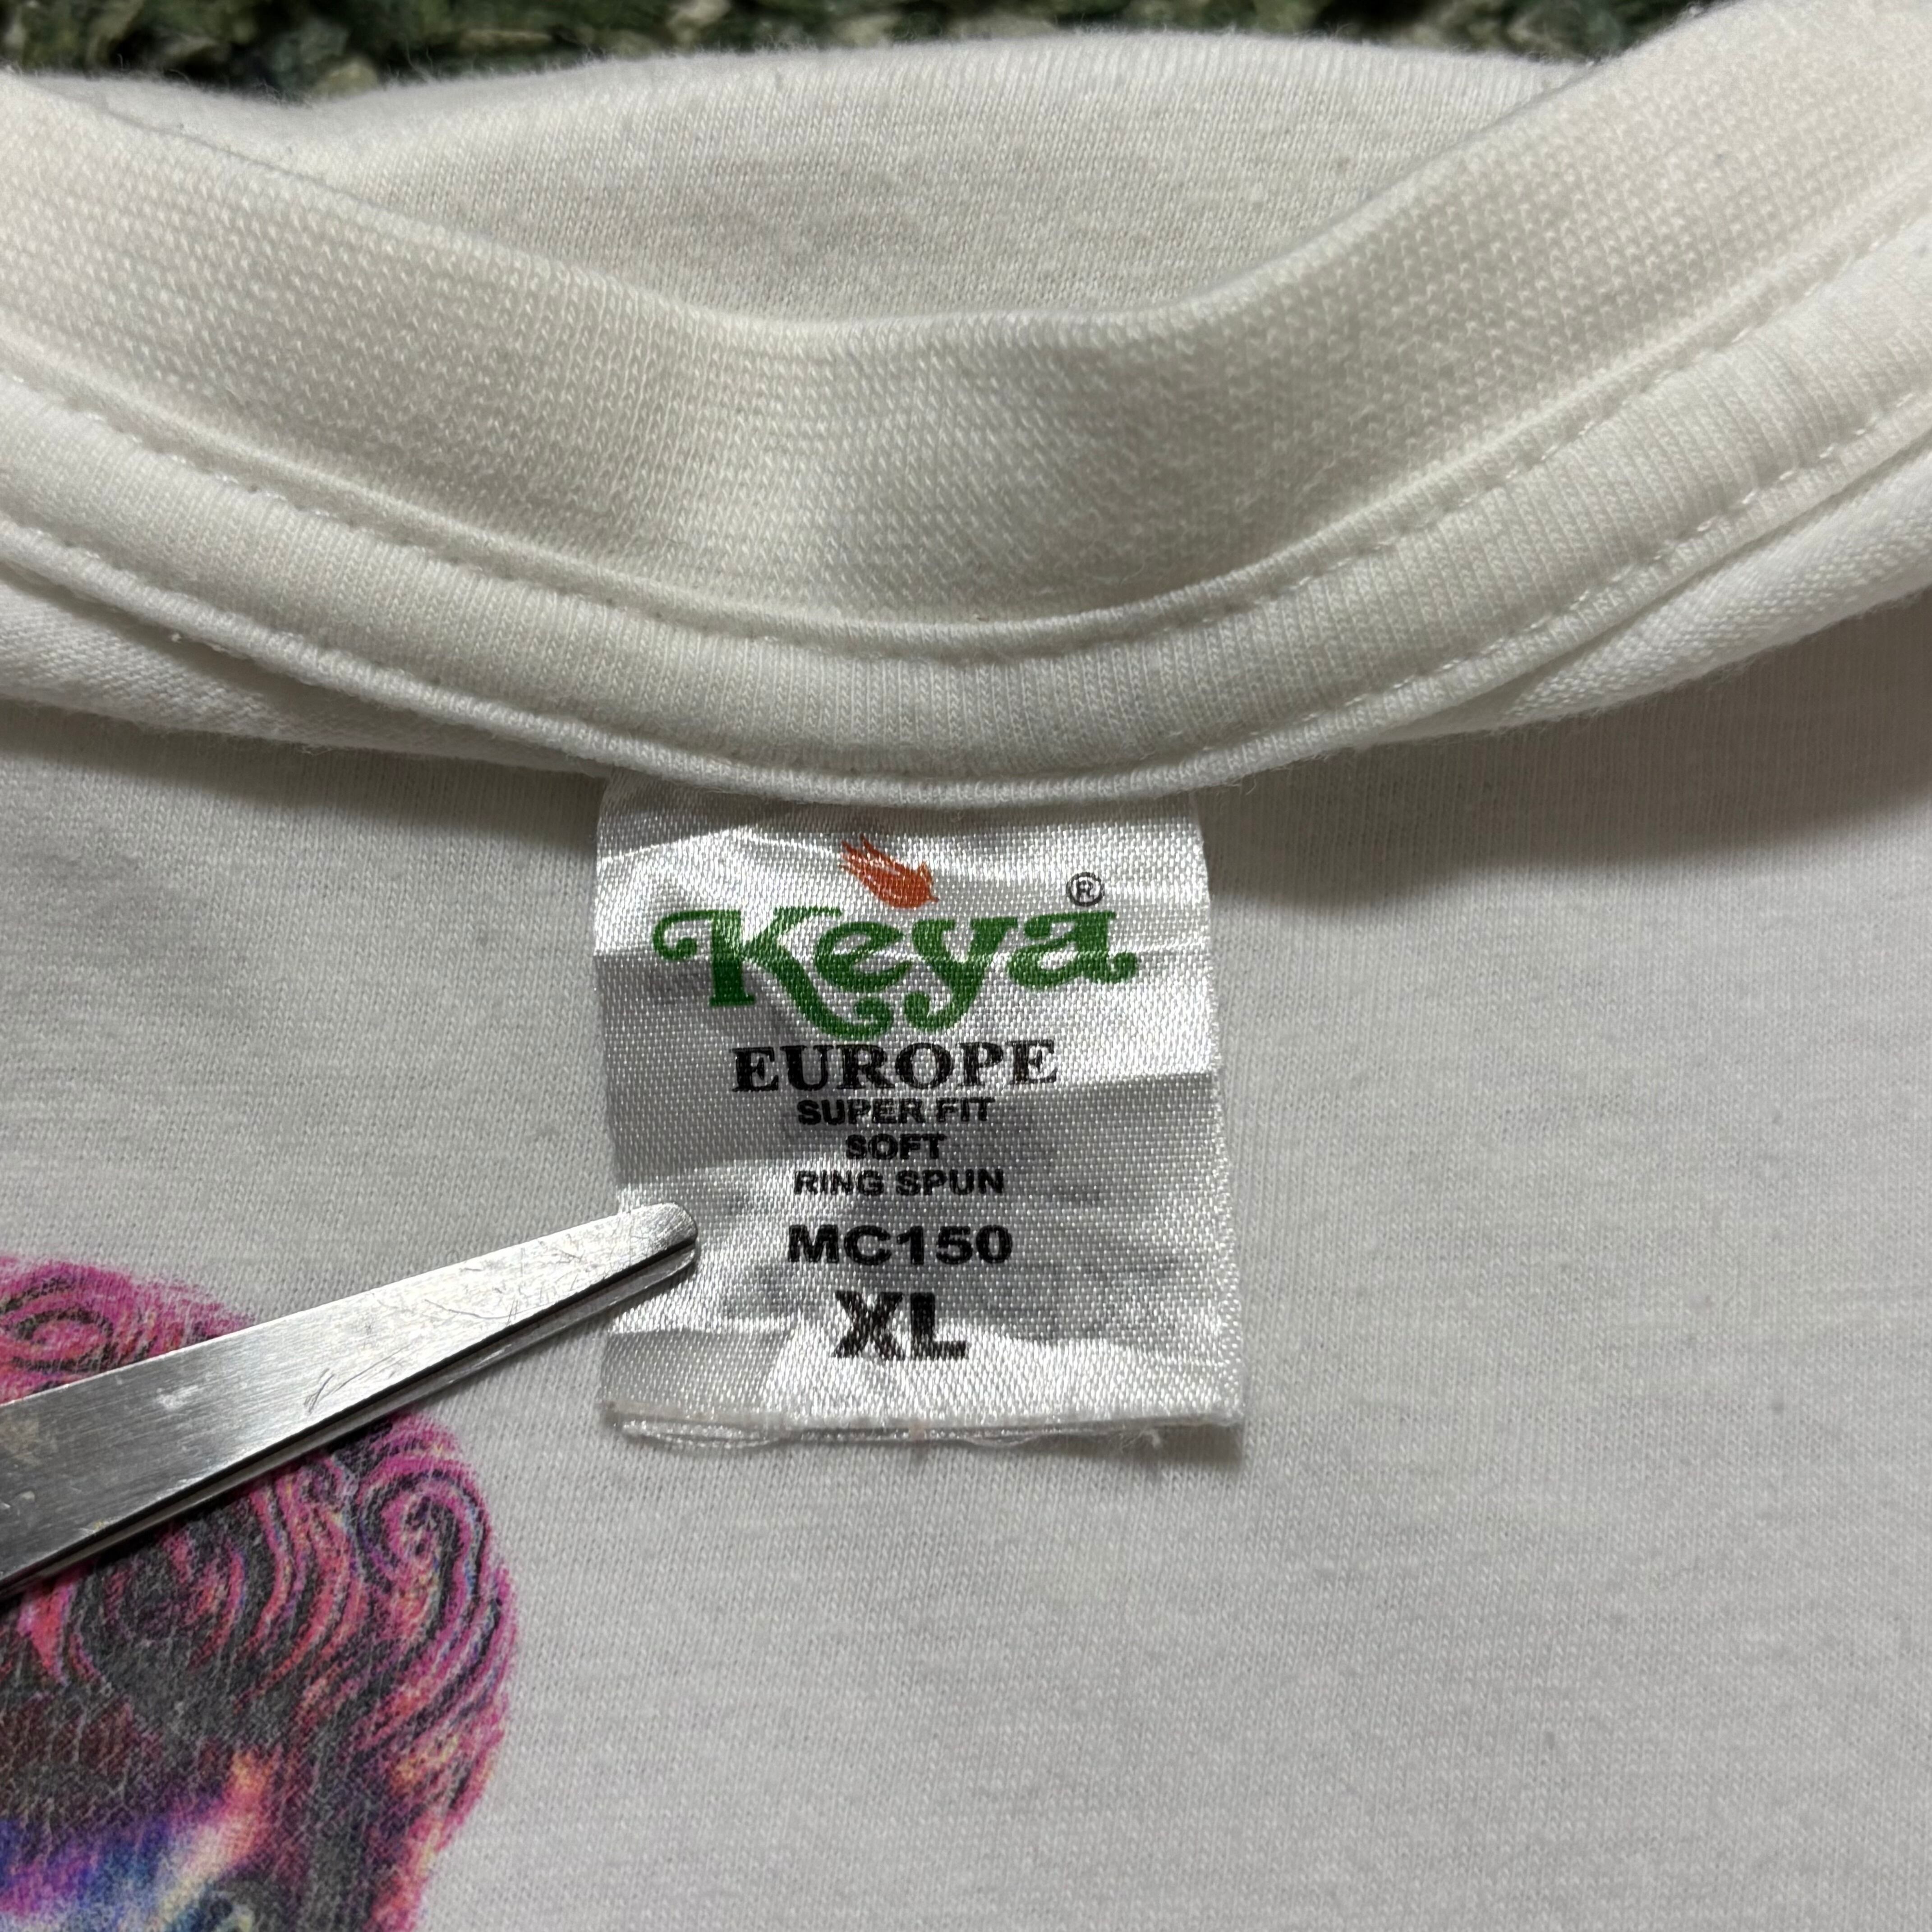 Keya®
EUROPE
SUPER FIT
SOFT
RING SPUN
MC150
XL